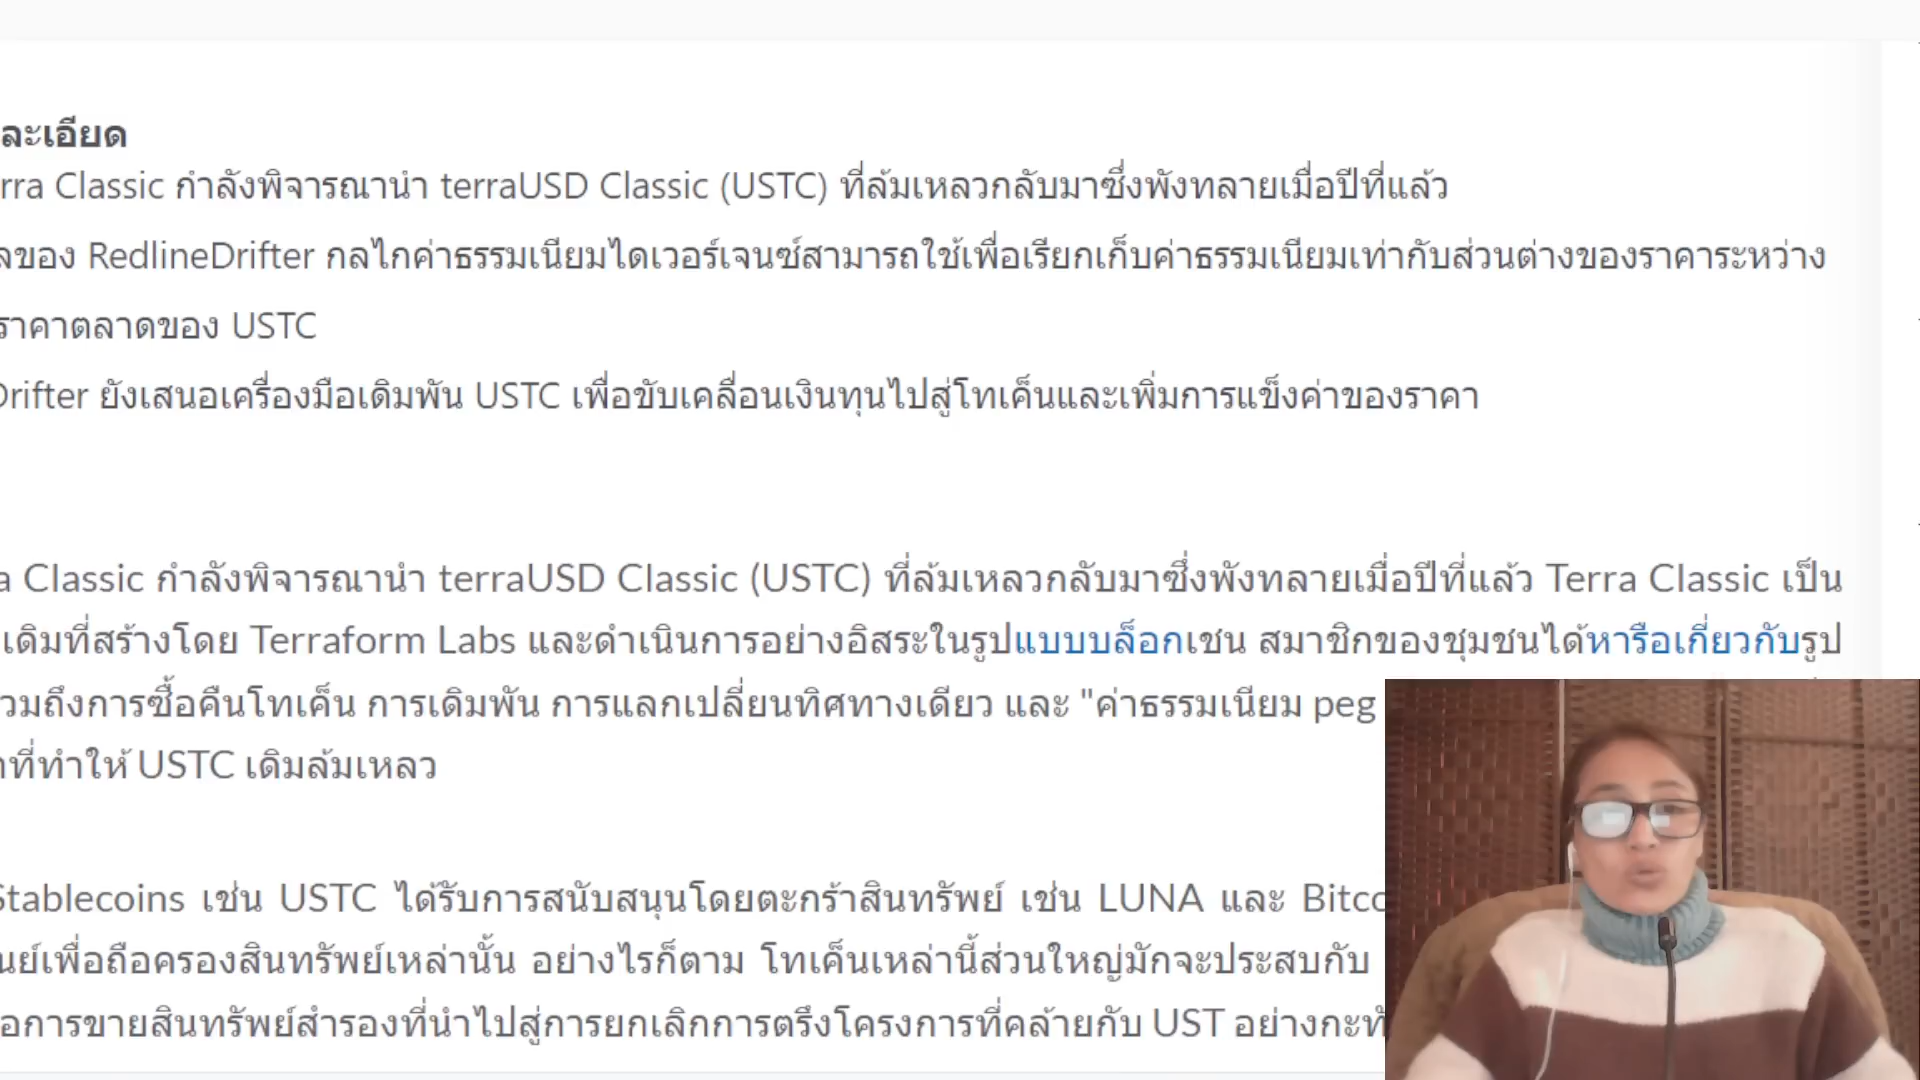 ละเอียด
rra Classic กำลังพิจารณานำ terraUSD Classic (USTC) ที่ล้มเหลวกลับมาซึ่งพังทลายเมื่อปีที่แล้ว
ของ RedlineDrifter กลไกค่าธรรมเนียมไดเวอร์เจนซ์สามารถใช้เพื่อเรียกเก็บค่าธรรมเนียมเท่ากับส่วนต่างของราคาระหว่าง
ราคาตลาดของ USTC
Drifter ยังเสนอเครื่องมือเดิมพัน USTC เพื่อขับเคลื่อนเงินทุนไปสู่โทเค็นและเพิ่มการแข็งค่าของราคา
a Classic กำลังพิจารณานำ terraUSD Classic (USTC) ที่ล้มเหลวกลับมาซึ่งพังทลายเมื่อปีที่แล้ว Terra Classic เป็น
เดิมที่สร้างโดย Terraform Labs และดำเนินการอย่างอิสระในรูปแบบบล็อกเช่น สมาชิกของชุมชนได้หารือเกี่ยวกับรูป
วมถึงการซื้อคืนโทเค็น การเดิมพัน การแลกเปลี่ยนทิศทางเดียว และ "ค่าธรรมเนียม peg
ที่ทำให้ USTC เดิมล้มเหลว
Stablecoins เช่น USTC ได้รับการสนับสนุนโดยตะกร้าสินทรัพย์ เช่น LUNA และ Bitco
นย์เพื่อถือครองสินทรัพย์เหล่านั้น อย่างไรก็ตาม โทเค็นเหล่านี้ส่วนใหญ่มักจะประสบกับ
อการขายสินทรัพย์สำรองที่นำไปสู่การยกเลิกการตรึงโครงการที่คล้ายกับ UST อย่างกะทั